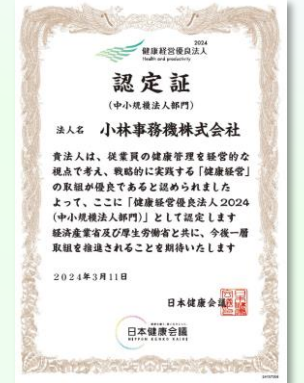 2024
健康経営優良法人
Health and productivity
認定証
(中小規模法人部門)
法人名 小林事務機株式会社
貴法人は、従業員の健康管理を経営的な
視点で考え、戦略的に実践する「健康経営」
の取組が優良であると認められました
よって、ここに「健康経営優良法人2024
(中小規模法人部門)」として認定します
経済産業省及び厚生労働省と共に、今後一層
取組を推進されることを期待いたします
2024年3月11日
日本健康会議
日本健康会議
NIPPON KENKO KAIGI